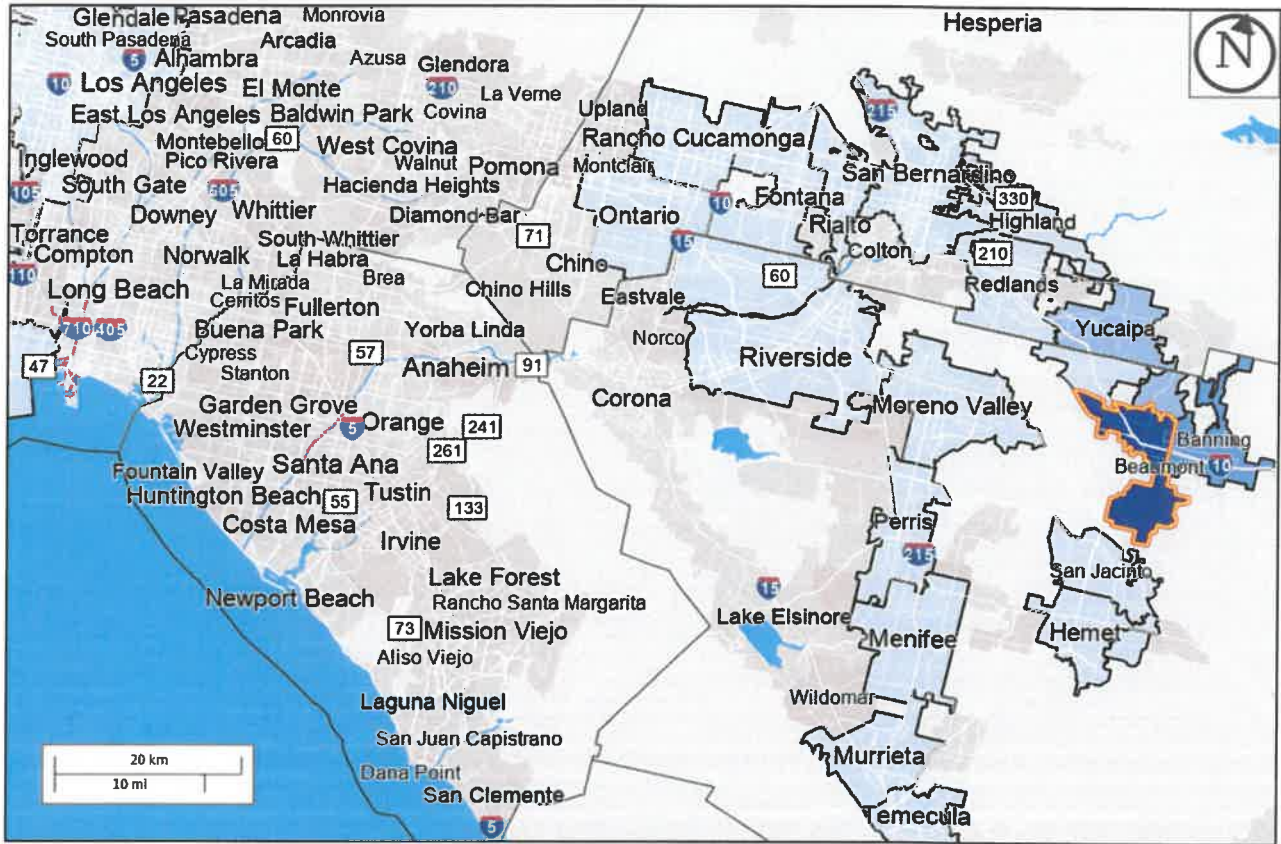 Glendale Pasadena Monrovia Hesperia
N
South Pasadena Arcadia
5 Alhambra Azusa Glendora
10 Los Angeles El Monte 210 La Verne
East Los Angeles Baldwin Park Covina Upland 215
Montebello 60 West Covina Rancho Cucamonga
Inglewood Pico Rivera Walnut Pomona Montclair San Bernardino
105 South Gate 605 Hacienda Heights 10 Fontana 330
Downey Whittier Diamond Bar Ontario Rialto Highland
Torrance South Whittier 71 15 Colton 210
Compton Norwalk La Habra Chino 60
110 La Mirada Brea Redlands
Long Beach Cerritos Fullerton Chino Hills Eastvale
710 405 Buena Park Yorba Linda Norco Yucaipa
47 Cypress 57 Anaheim 91 Riverside
22 Stanton
Garden Grove Corona Moreno Valley
Westminster 5 Orange 241 Banning
261 Beaumont 10
Fountain Valley Santa Ana
Huntington Beach 55 Tustin 133
Costa Mesa Perris
Irvine 215
Lake Forest 15 San Jacinto
Newport Beach Rancho Santa Margarita Lake Elsinore
73 Mission Viejo Menifee Hemet
Aliso Viejo
Laguna Niguel Wildomar
San Juan Capistrano
20 km Murrieta
10 mi Dana Point
San Clemente Temecula
5